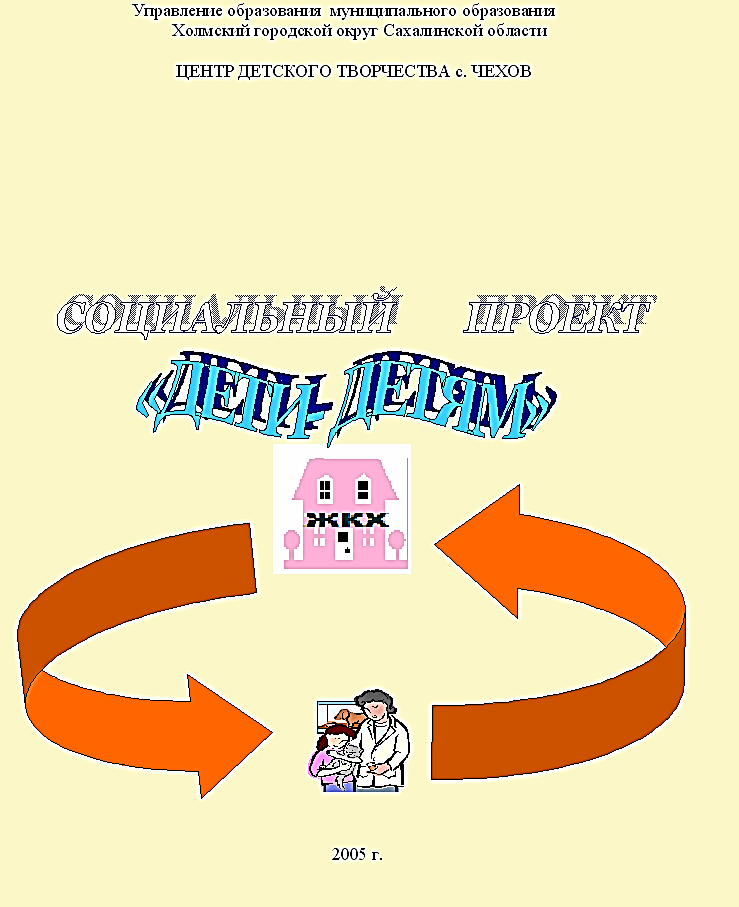 Управление образования муниципального образования
Холмский городской округ Сахалинской области
ЦЕНТР ДЕТСКОГО ТВОРЧЕСТВА с. ЧЕХОВ
СОЦИАЛЬНЫЙ ПРОЕКТ
«ДЕТИ- ДЕТЯМ»
ЖКХ
2005 г.